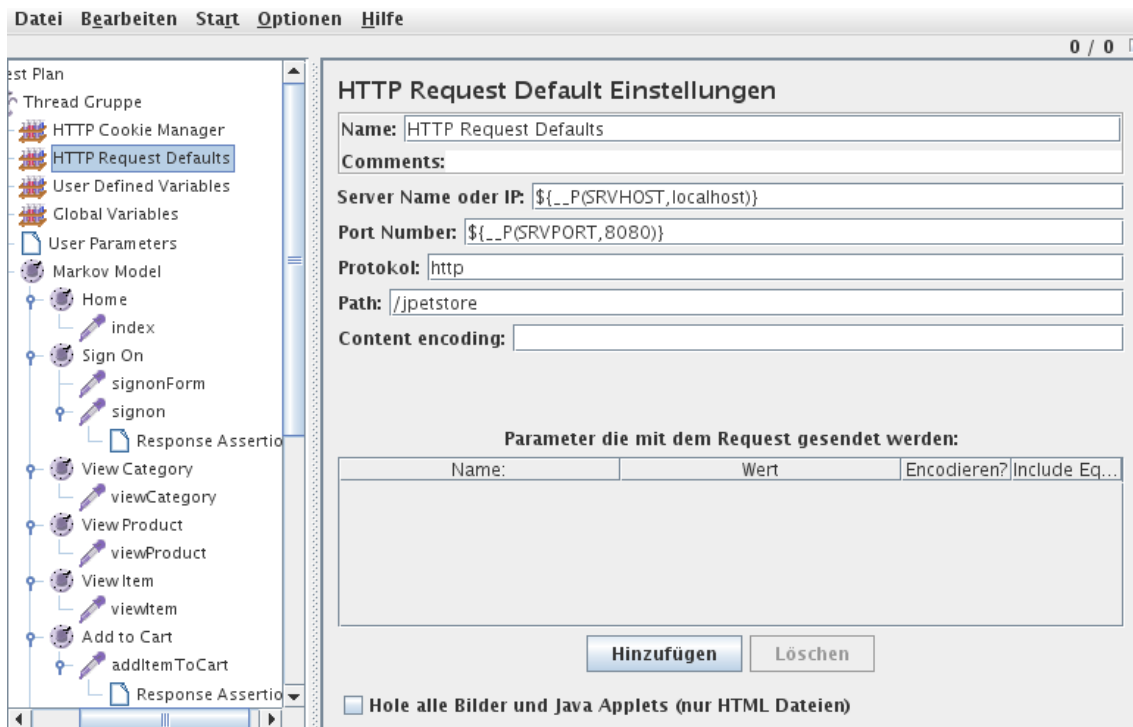 Datei Bearbeiten Start Optionen Hilfe
0 / 0
est Plan
Thread Gruppe
HTTP Cookie Manager
HTTP Request Defaults
User Defined Variables
Global Variables
User Parameters
Markov Model
Home
index
Sign On
signonForm
signon
Response Assertio
View Category
viewCategory
View Product
viewProduct
View Item
viewItem
Add to Cart
addItemToCart
Response Assertio
HTTP Request Default Einstellungen
Name: HTTP Request Defaults
Comments:
Server Name oder IP: ${__P(SRVHOST,localhost)}
Port Number: ${__P(SRVPORT,8080)}
Protokol: http
Path: /jpetstore
Content encoding:
Parameter die mit dem Request gesendet werden:
Name: Wert Encodieren? Include Eq...
Hinzufügen Löschen
Hole alle Bilder und Java Applets (nur HTML Dateien)